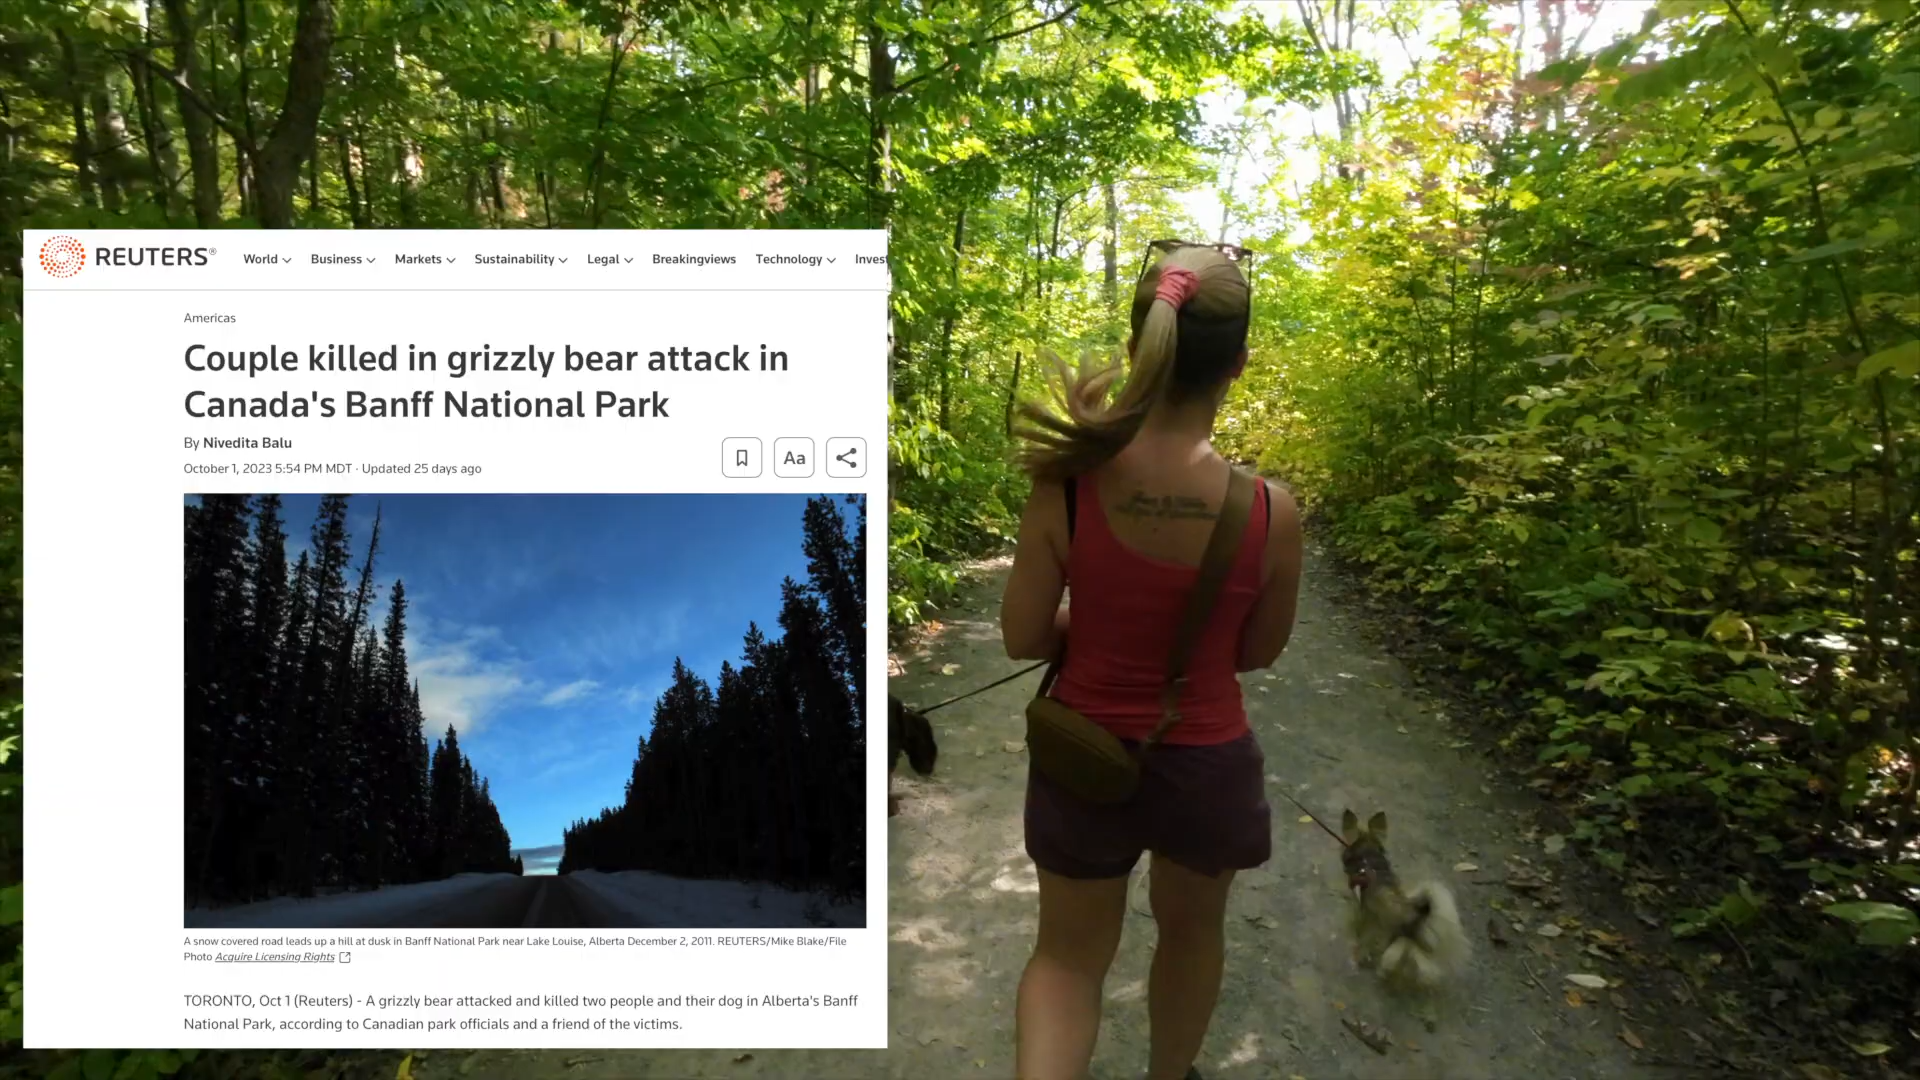 REUTERS®
World Business Markets Sustainability Legal Breakingviews Technology Invest
Americas
Couple killed in grizzly bear attack in
Canada's Banff National Park
By Nivedita Balu
October 1, 2023 5:54 PM MDT · Updated 25 days ago
Aa
A snow covered road leads up a hill at dusk in Banff National Park near Lake Louise, Alberta December 2, 2011. REUTERS/Mike Blake/File
Photo Acquire Licensing Rights
TORONTO, Oct 1 (Reuters) - A grizzly bear attacked and killed two people and their dog in Alberta's Banff
National Park, according to Canadian park officials and a friend of the victims.